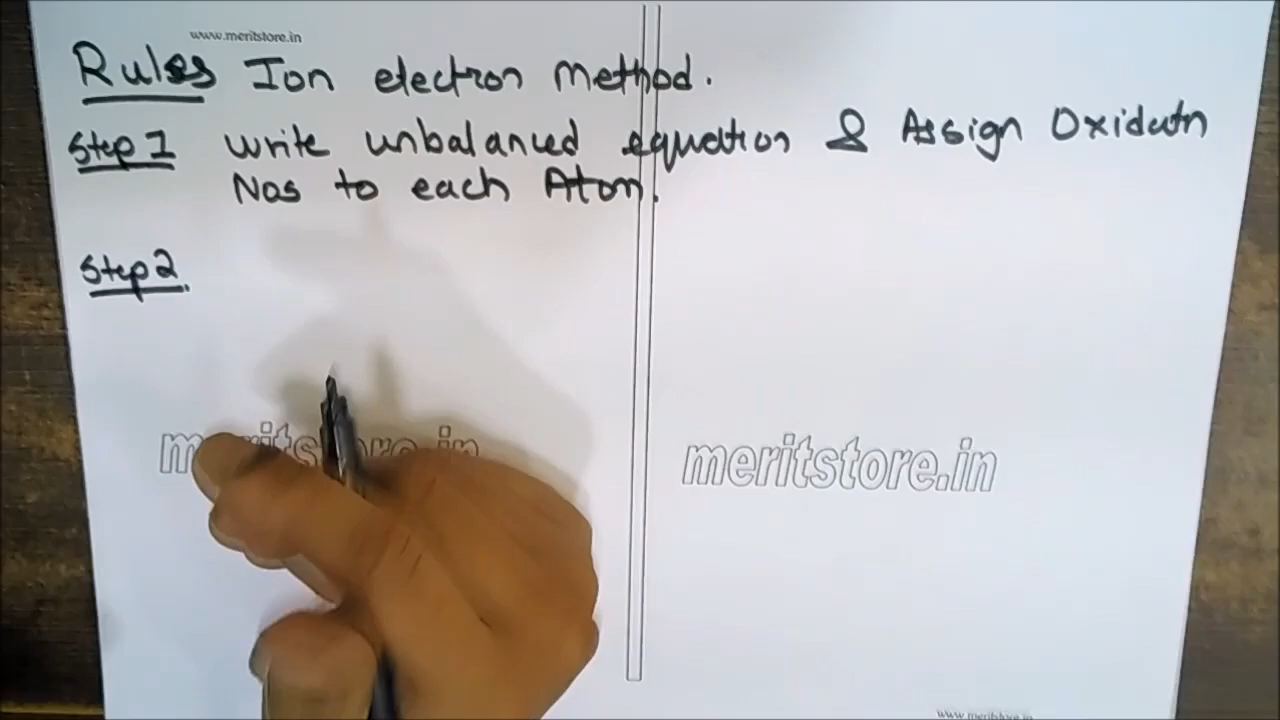 www.meritstore.in
Rules Ion electron Method.
Step 1 Write unbalanced equation & Assign Oxidatn
Nos to each Atom.
Step 2.
meritstore.in
meritstore.in
www.meritstore.in